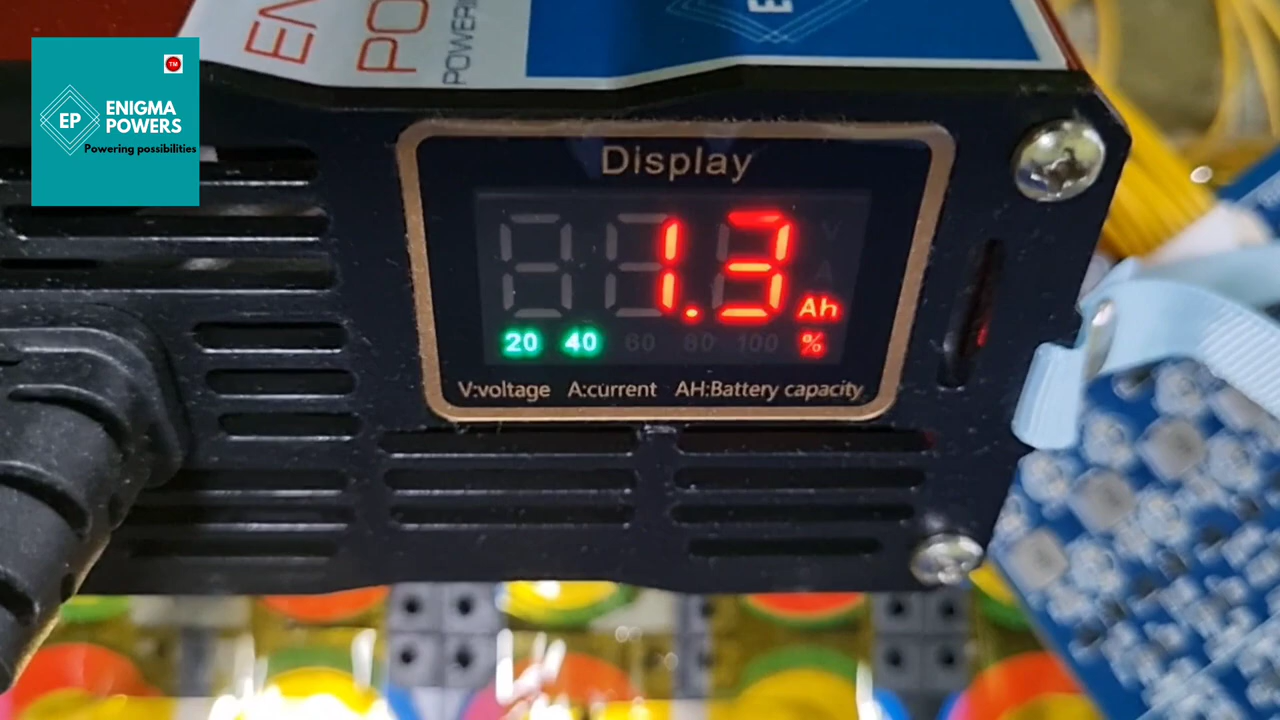 TM
EP
ENIGMA
POWERS
Powering possibilities
Display
1.3 Ah
20 40 60 80 100 %
V:voltage A:current AH:Battery capacity